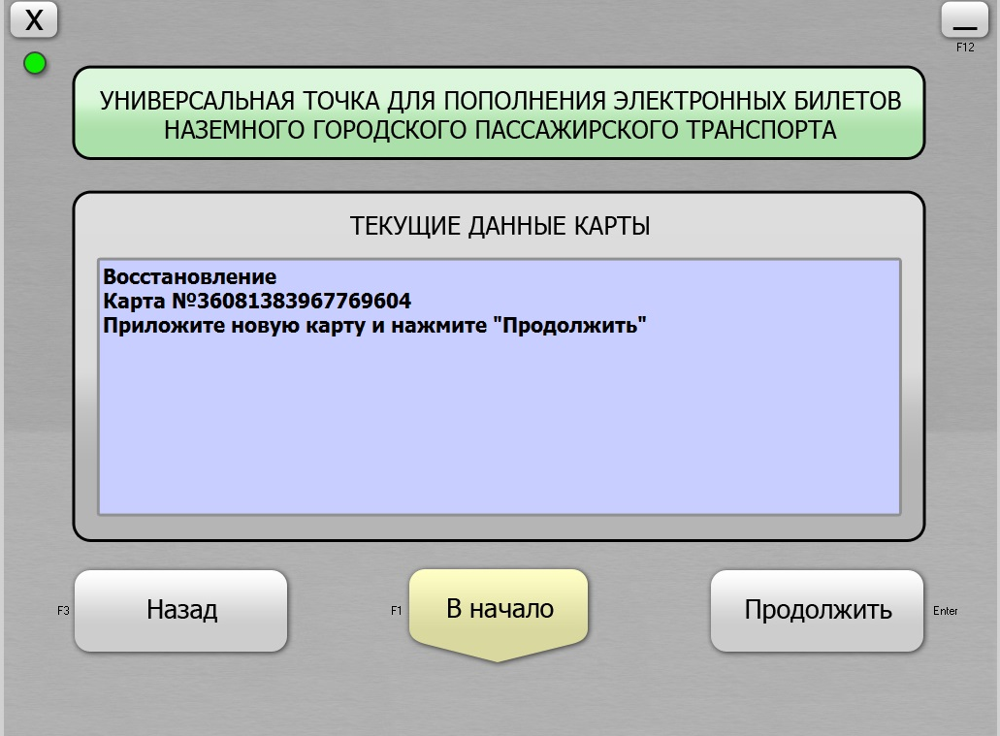 X
F12
УНИВЕРСАЛЬНАЯ ТОЧКА ДЛЯ ПОПОЛНЕНИЯ ЭЛЕКТРОННЫХ БИЛЕТОВ
НАЗЕМНОГО ГОРОДСКОГО ПАССАЖИРСКОГО ТРАНСПОРТА
ТЕКУЩИЕ ДАННЫЕ КАРТЫ
Восстановление
Карта №36081383967769604
Приложите новую карту и нажмите "Продолжить"
F3
Назад
F1
В начало
Продолжить
Enter